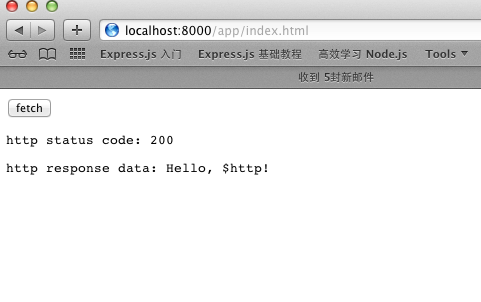 localhost:8000/app/index.html
Express.js 入门 Express.js 基础教程 高效学习 Node.js Tools
收到 5封新邮件
fetch
http status code: 200
http response data: Hello, $http!